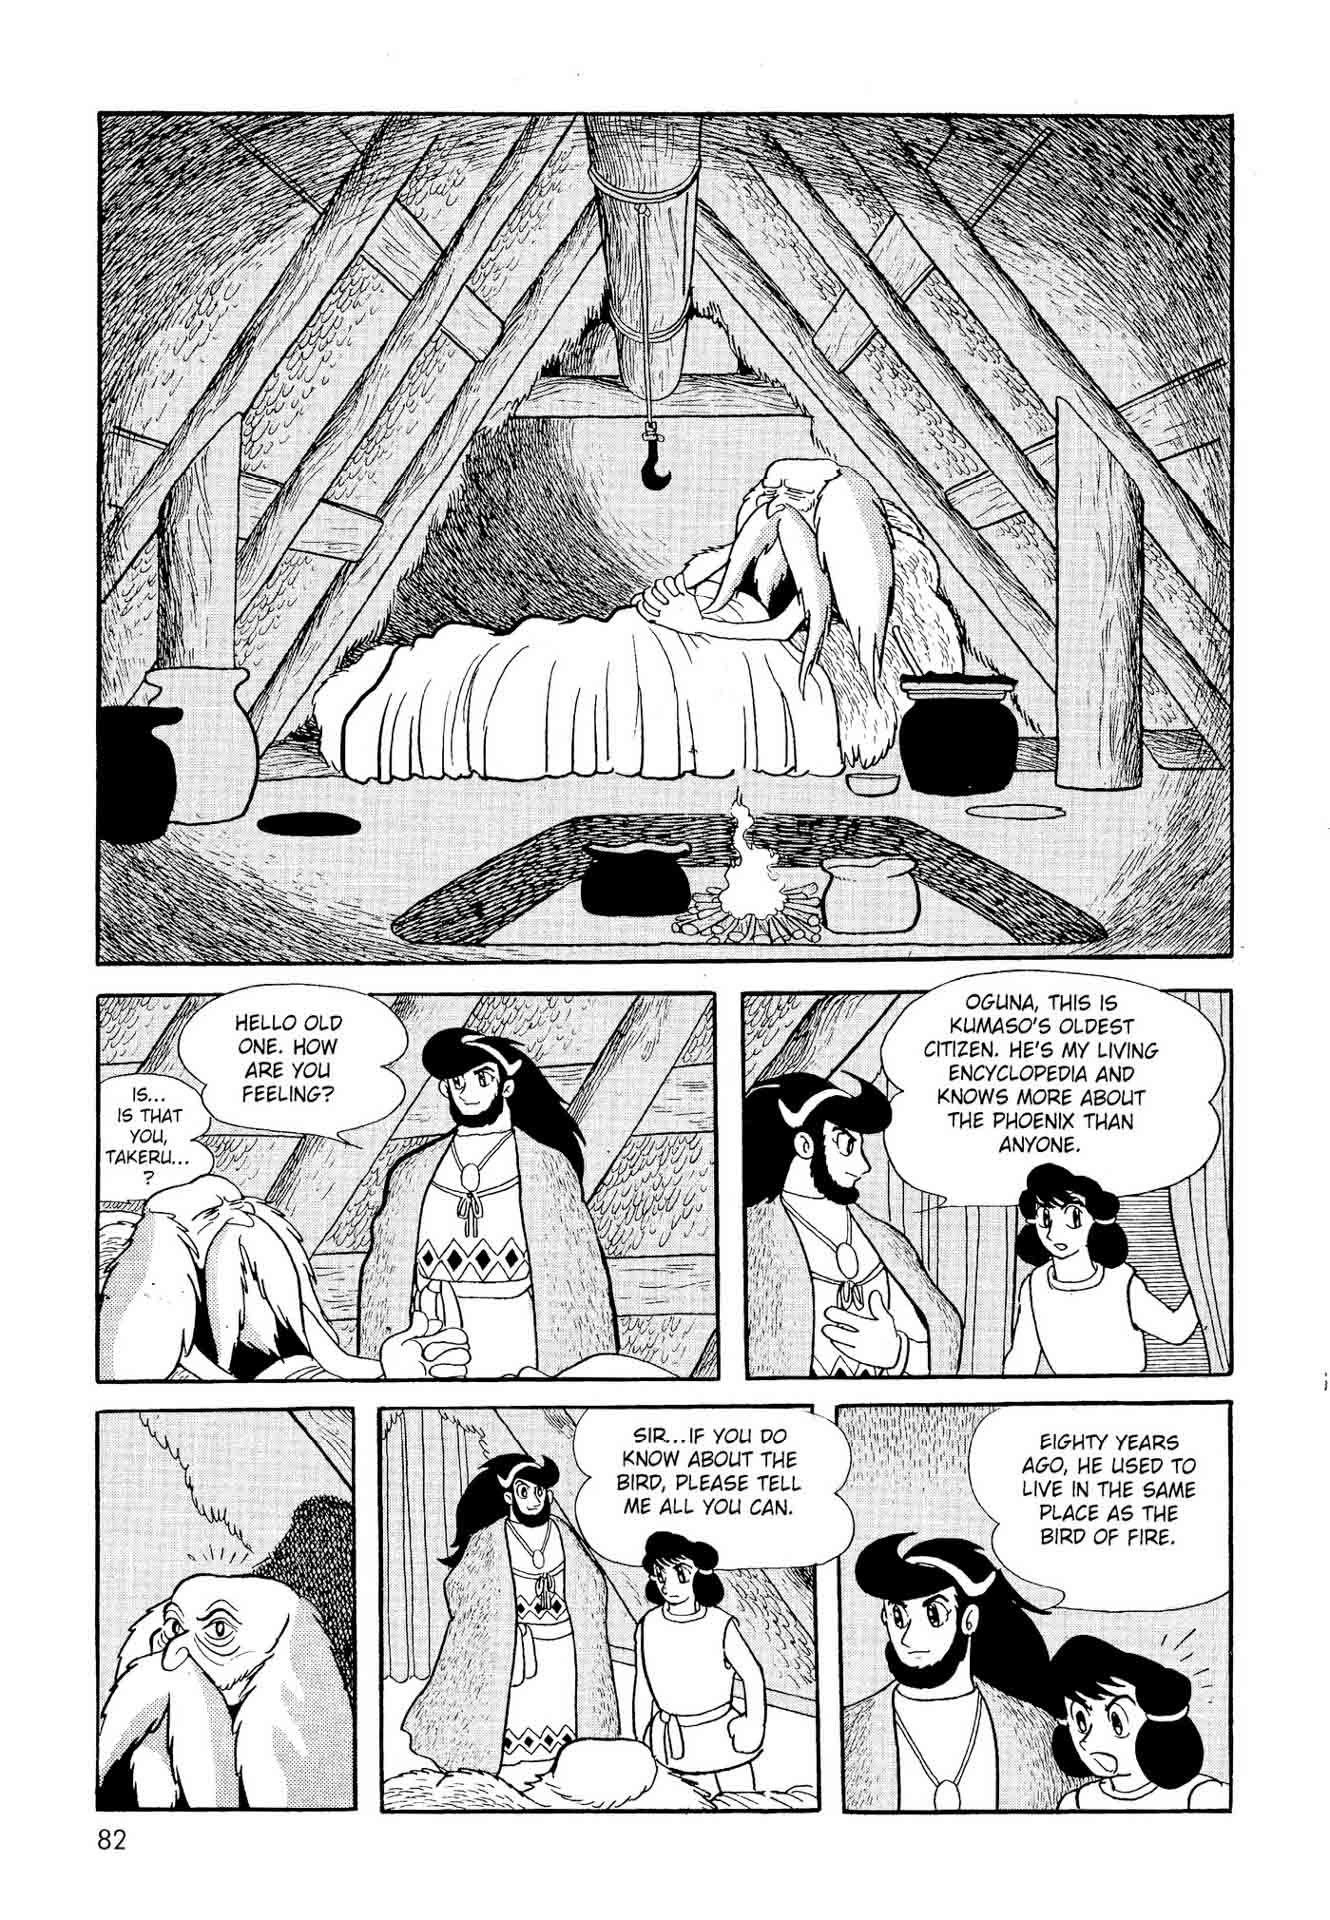 IS...
IS THAT
YOU,
TAKERU...
?
HELLO OLD
ONE. HOW
ARE YOU
FEELING?
OGUNA, THIS IS
KUMASO'S OLDEST
CITIZEN. HE'S MY LIVING
ENCYCLOPEDIA AND
KNOWS MORE ABOUT
THE PHOENIX THAN
ANYONE.
SIR...IF YOU DO
KNOW ABOUT THE
BIRD, PLEASE TELL
ME ALL YOU CAN.
EIGHTY YEARS
AGO, HE USED TO
LIVE IN THE SAME
PLACE AS THE
BIRD OF FIRE.
82